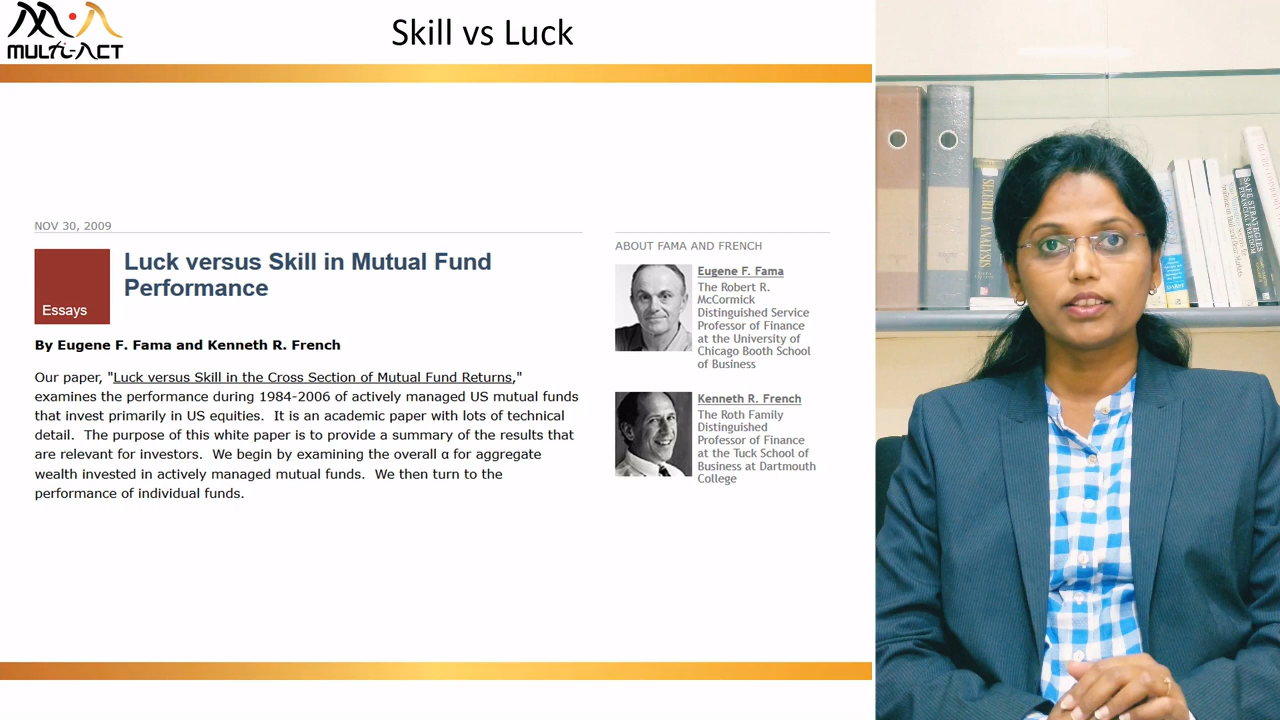 MULTi-ACT
Skill vs Luck
NOV 30, 2009
Essays
Luck versus Skill in Mutual Fund
Performance
By Eugene F. Fama and Kenneth R. French
Our paper, "Luck versus Skill in the Cross Section of Mutual Fund Returns,"
examines the performance during 1984-2006 of actively managed US mutual funds
that invest primarily in US equities.  It is an academic paper with lots of technical
detail.  The purpose of this white paper is to provide a summary of the results that
are relevant for investors.  We begin by examining the overall α for aggregate
wealth invested in actively managed mutual funds.  We then turn to the
performance of individual funds.
ABOUT FAMA AND FRENCH
Eugene F. Fama
The Robert R.
McCormick
Distinguished Service
Professor of Finance
at the University of
Chicago Booth School
of Business
Kenneth R. French
The Roth Family
Distinguished
Professor of Finance
at the Tuck School of
Business at Dartmouth
College
SECURITY ANALYSIS
SAFE STRATEGIES
FINANCIAL FREEDOM